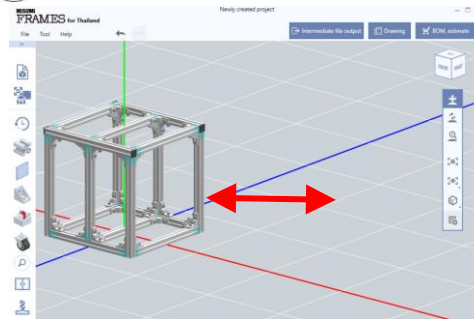 Newly created project
MISUMI
FRAMES for Thailand
File Tool Help
Intermediate file output
Drawing
BOM, estimate